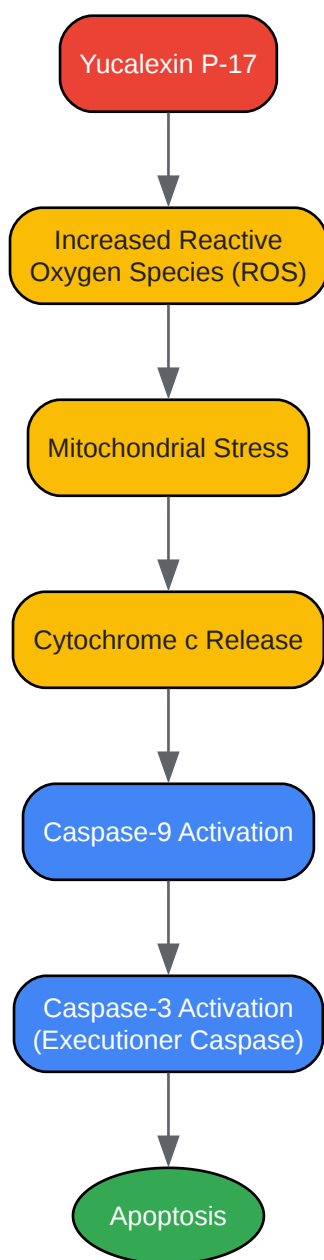 Yucalexin P-17
Increased Reactive
Oxygen Species (ROS)
Mitochondrial Stress
Cytochrome c Release
Caspase-9 Activation
Caspase-3 Activation
(Executioner Caspase)
Apoptosis